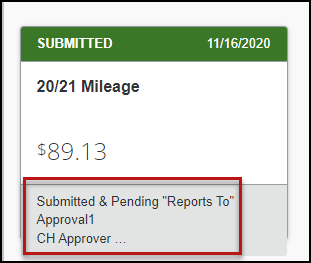 SUBMITTED 11/16/2020
20/21 Mileage
$89.13
Submitted & Pending "Reports To"
Approval1
CH Approver ...